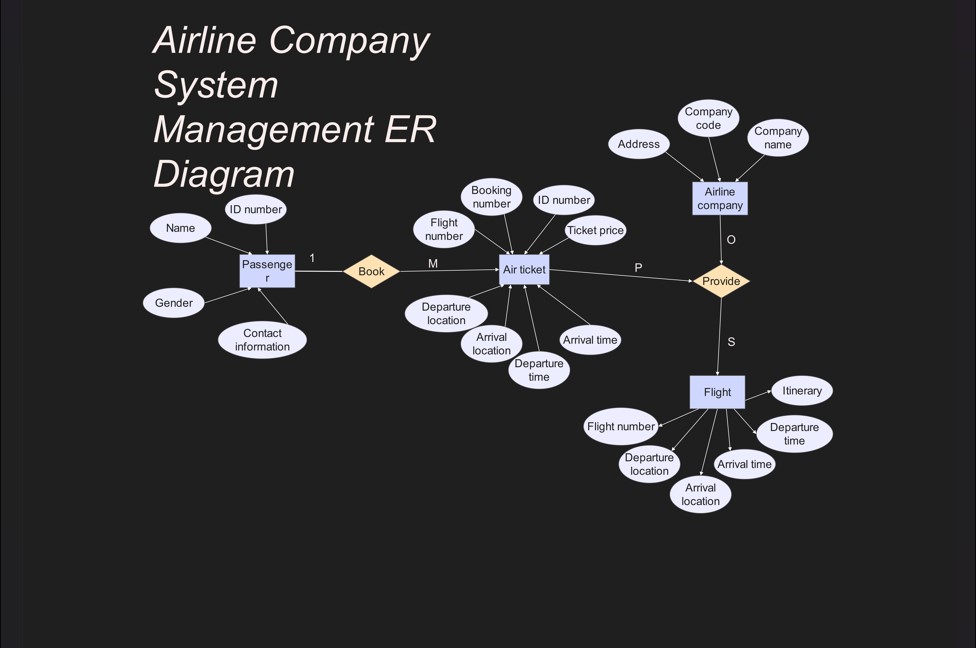 Airline Company
System
Management ER
Diagram
Company
code
Company
name
Address
Airline
company
Booking
number
ID number
ID number
Name
Flight
number
Ticket price
O
Passenge
r
1
Book
M
Air ticket
P
Provide
Gender
Contact
information
Departure
location
Arrival
location
Departure
time
Arrival time
S
Flight
Itinerary
Flight number
Departure
time
Departure
location
Arrival time
Arrival
location